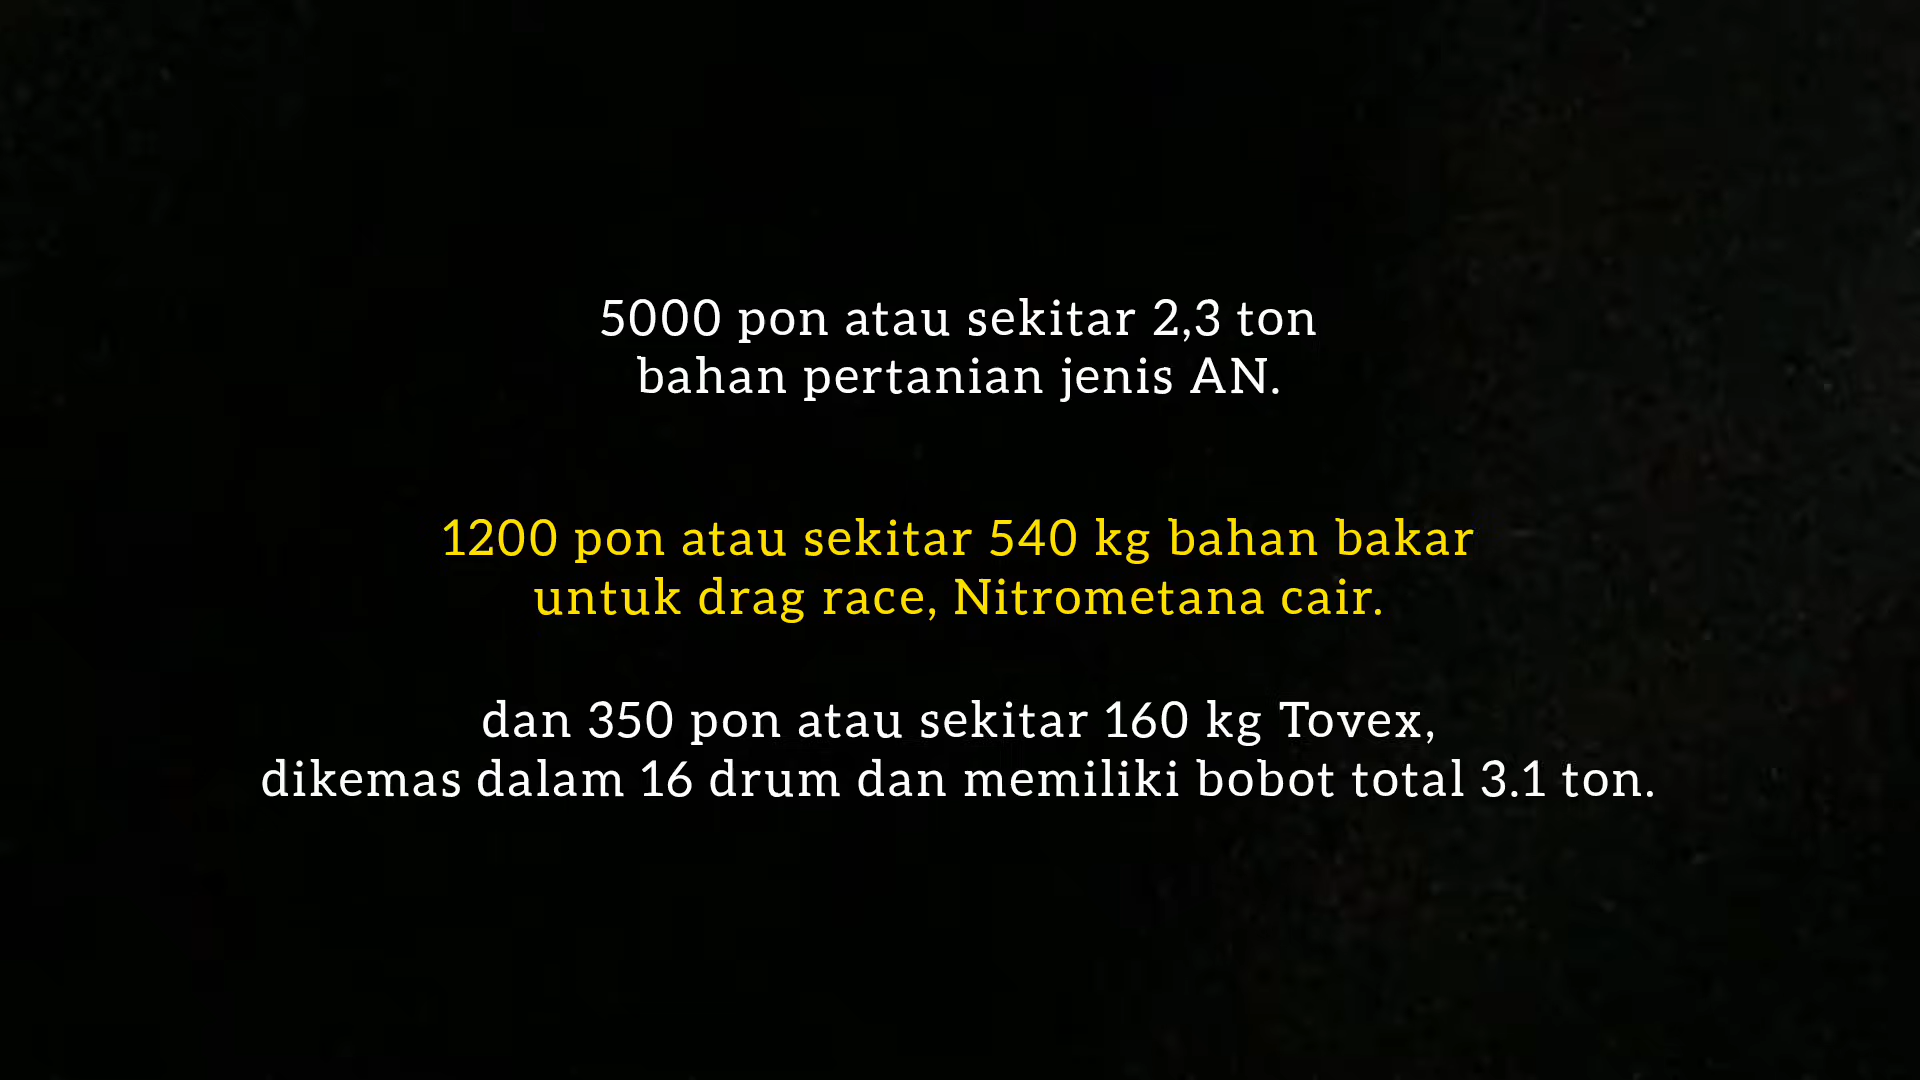 5000 pon atau sekitar 2,3 ton
bahan pertanian jenis AN.
1200 pon atau sekitar 540 kg bahan bakar
untuk drag race, Nitrometana cair.
dan 350 pon atau sekitar 160 kg Tovex,
dikemas dalam 16 drum dan memiliki bobot total 3.1 ton.